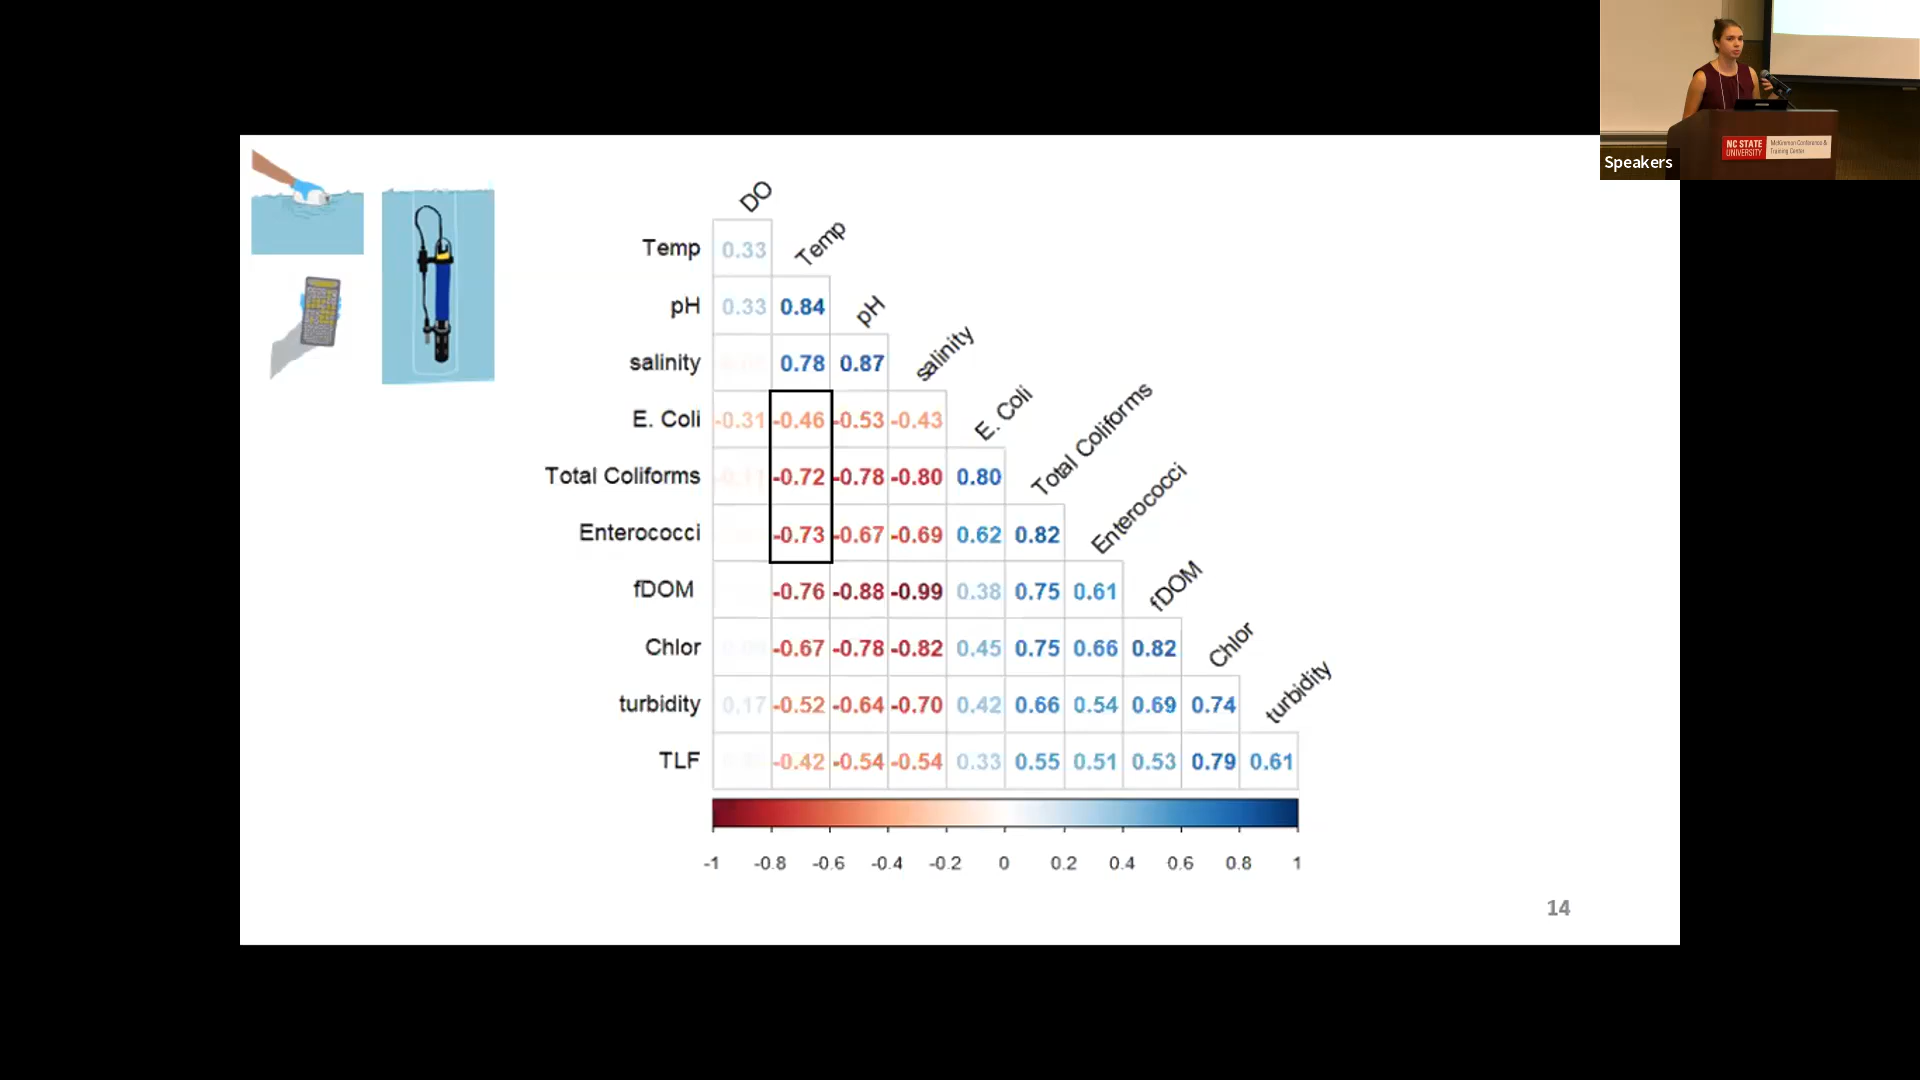 NC STATE
UNIVERSITY
McKimmon Conference &
Training Center
Speakers
DO
Temp 0.33 Temp
pH 0.33 0.84 pH
salinity 0.78 0.87 salinity
E. Coli -0.31 -0.46 -0.53 -0.43 E. Coli
Total Coliforms -0.72 -0.78 -0.80 0.80 Total Coliforms
Enterococci -0.73 -0.67 -0.69 0.62 0.82 Enterococci
fDOM -0.76 -0.88 -0.99 0.38 0.75 0.61 fDOM
Chlor -0.67 -0.78 -0.82 0.45 0.75 0.66 0.82 Chlor
turbidity 0.17 -0.52 -0.64 -0.70 0.42 0.66 0.54 0.69 0.74 turbidity
TLF -0.42 -0.54 -0.54 0.33 0.55 0.51 0.53 0.79 0.61
-1 -0.8 -0.6 -0.4 -0.2 0 0.2 0.4 0.6 0.8 1
14